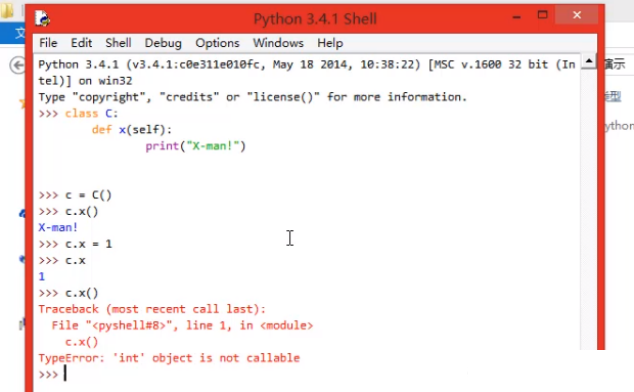 Python 3.4.1 Shell
File Edit Shell Debug Options Windows Help
Python 3.4.1 (v3.4.1:c0e311e010fc, May 18 2014, 10:38:22) [MSC v.1600 32 bit (In
tel)] on win32
Type "copyright", "credits" or "license()" for more information.
>>> class C:
        def x(self):
                print("X-man!")
>>> c = C()
>>> c.x()
X-man!
>>> c.x = 1
>>> c.x
1
>>> c.x()
Traceback (most recent call last):
  File "<pyshell#8>", line 1, in <module>
    c.x()
TypeError: 'int' object is not callable
>>>
文
演示
类型
ython